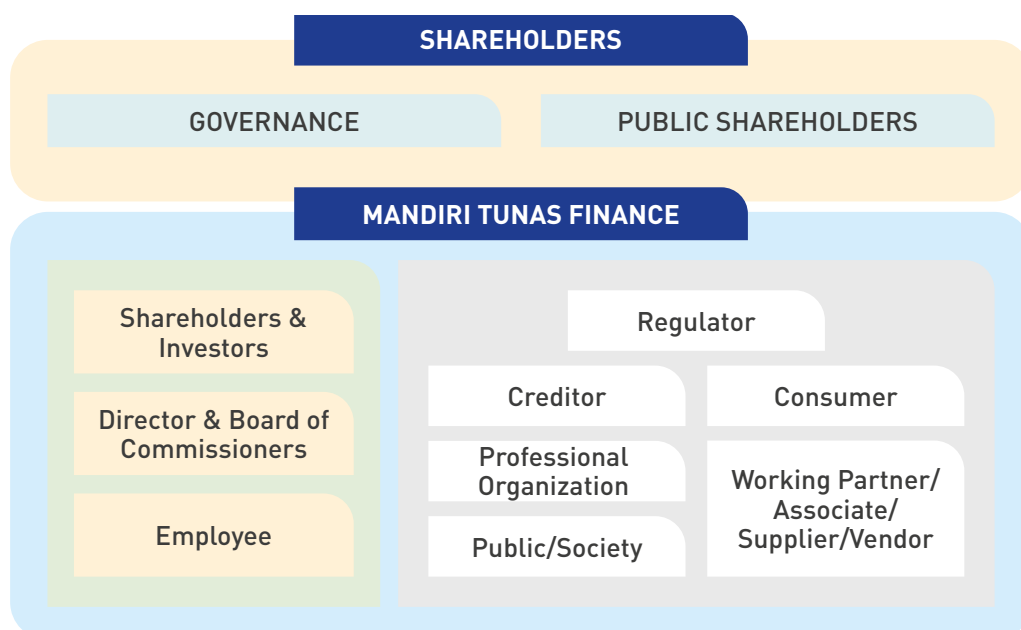 SHAREHOLDERS
GOVERNANCE
PUBLIC SHAREHOLDERS
MANDIRI TUNAS FINANCE
Shareholders &
Investors
Director & Board of
Commissioners
Employee
Regulator
Creditor
Consumer
Professional
Organization
Working Partner/
Associate/
Supplier/Vendor
Public/Society